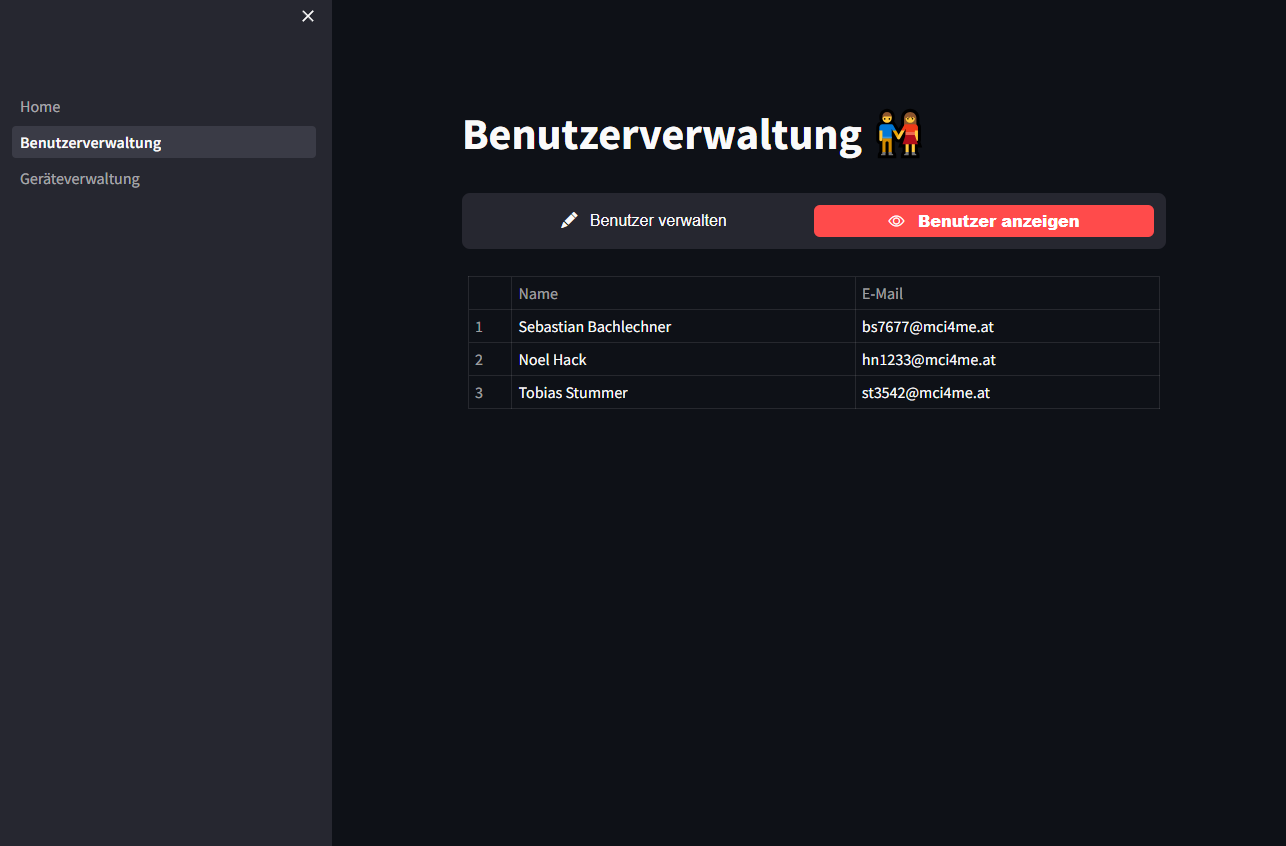 Home
Benutzerverwaltung
Geräteverwaltung
Benutzerverwaltung
Benutzer verwalten
Benutzer anzeigen
Name E-Mail
1 Sebastian Bachlechner bs7677@mci4me.at
2 Noel Hack hn1233@mci4me.at
3 Tobias Stummer st3542@mci4me.at